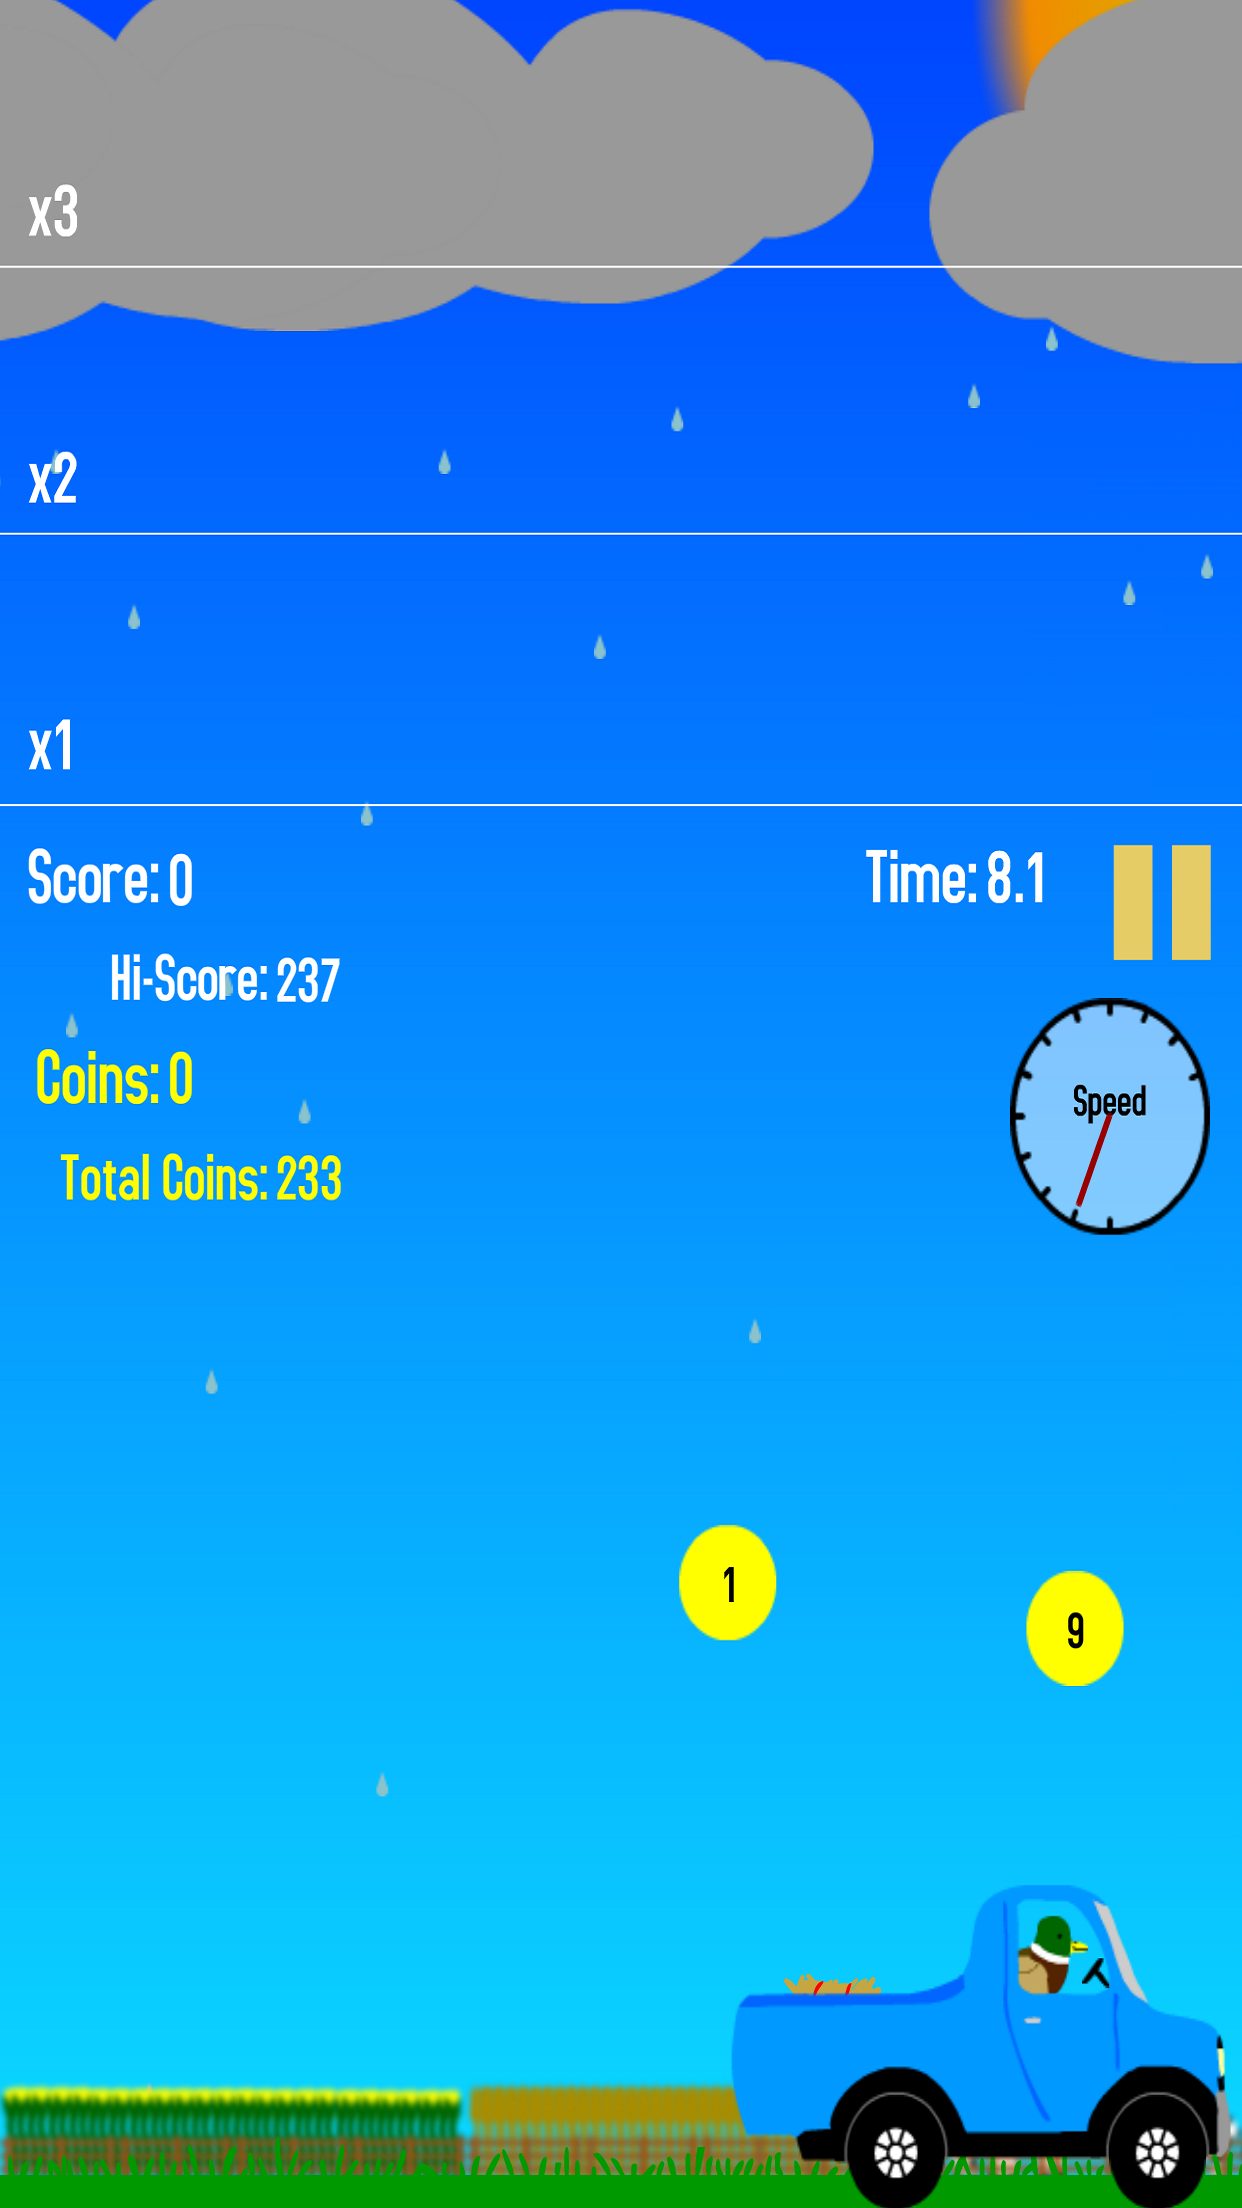 x3
x2
x1
Score: 0
Time: 8.1
Hi-Score: 237
Coins: 0
Speed
Total Coins: 233
1
9